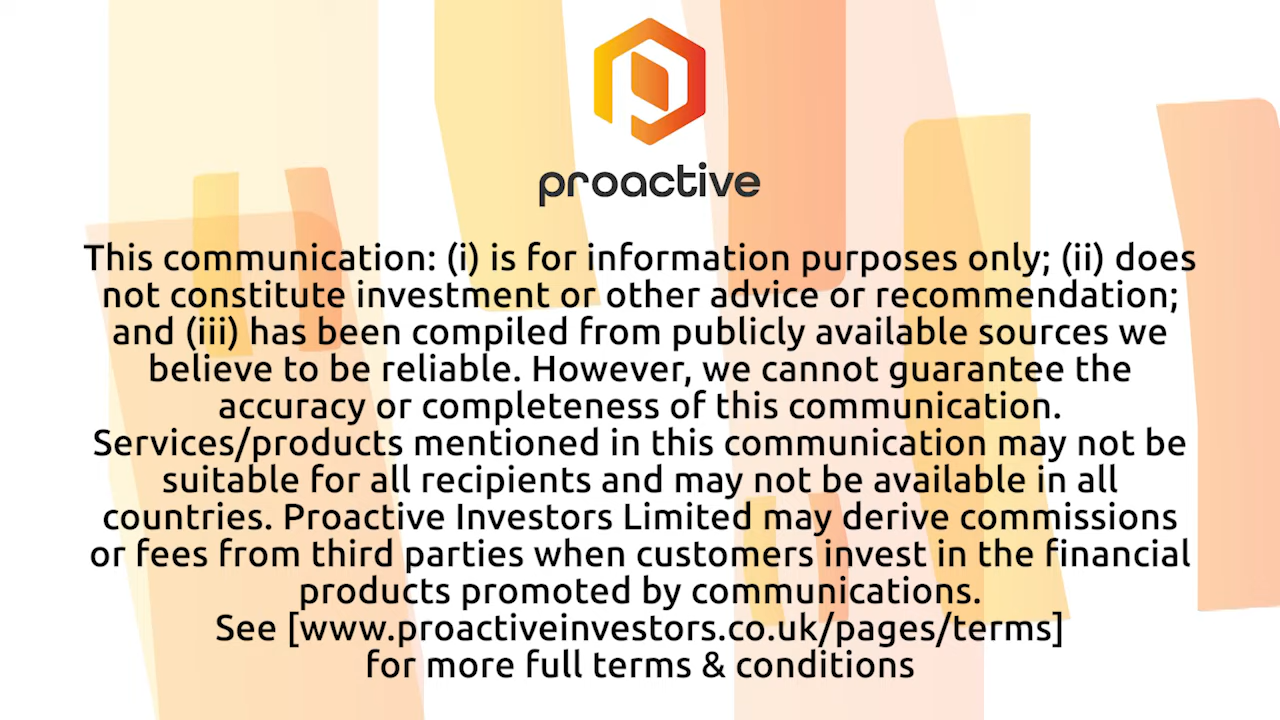 proactive
This communication: (i) is for information purposes only; (ii) does
not constitute investment or other advice or recommendation;
and (iii) has been compiled from publicly available sources we
believe to be reliable. However, we cannot guarantee the
accuracy or completeness of this communication.
Services/products mentioned in this communication may not be
suitable for all recipients and may not be available in all
countries. Proactive Investors Limited may derive commissions
or fees from third parties when customers invest in the financial
products promoted by communications.
See [www.proactiveinvestors.co.uk/pages/terms]
for more full terms & conditions